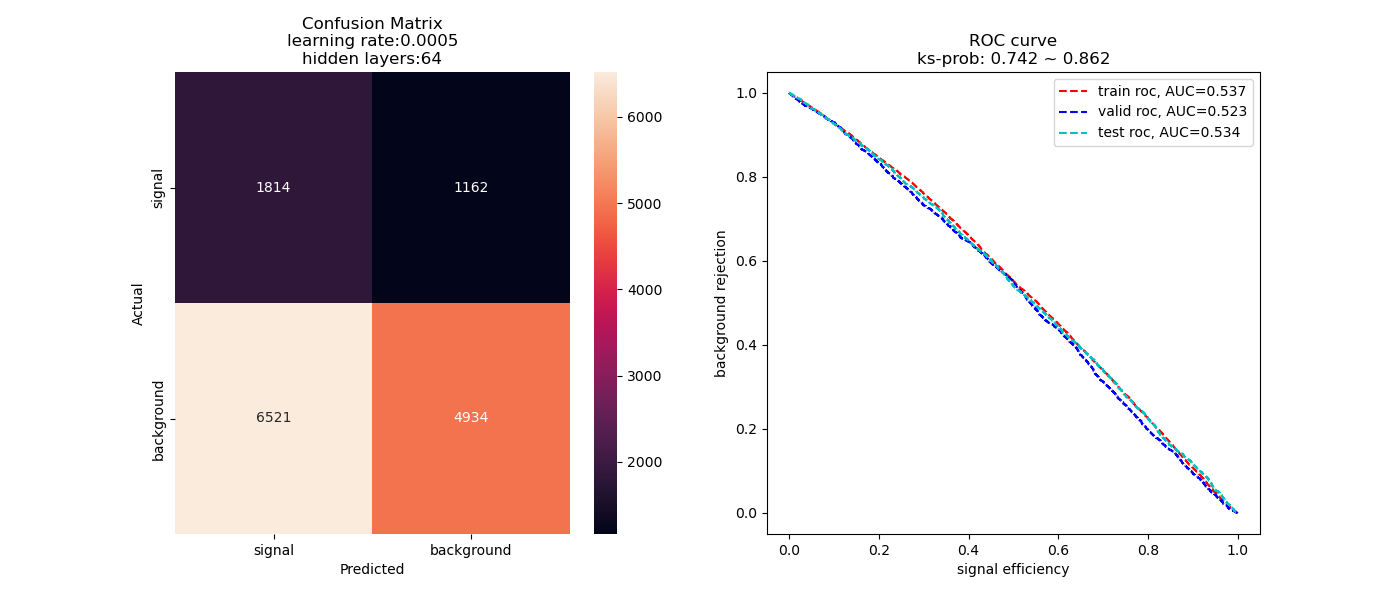 Confusion Matrix
learning rate:0.0005
hidden layers:64
signal
background
Actual
1814
1162
6521
4934
signal
background
Predicted
6000
5000
4000
3000
2000
ROC curve
ks-prob: 0.742 ~ 0.862
train roc, AUC=0.537
valid roc, AUC=0.523
test roc, AUC=0.534
1.0
0.8
0.6
0.4
0.2
0.0
background rejection
0.0
0.2
0.4
0.6
0.8
1.0
signal efficiency